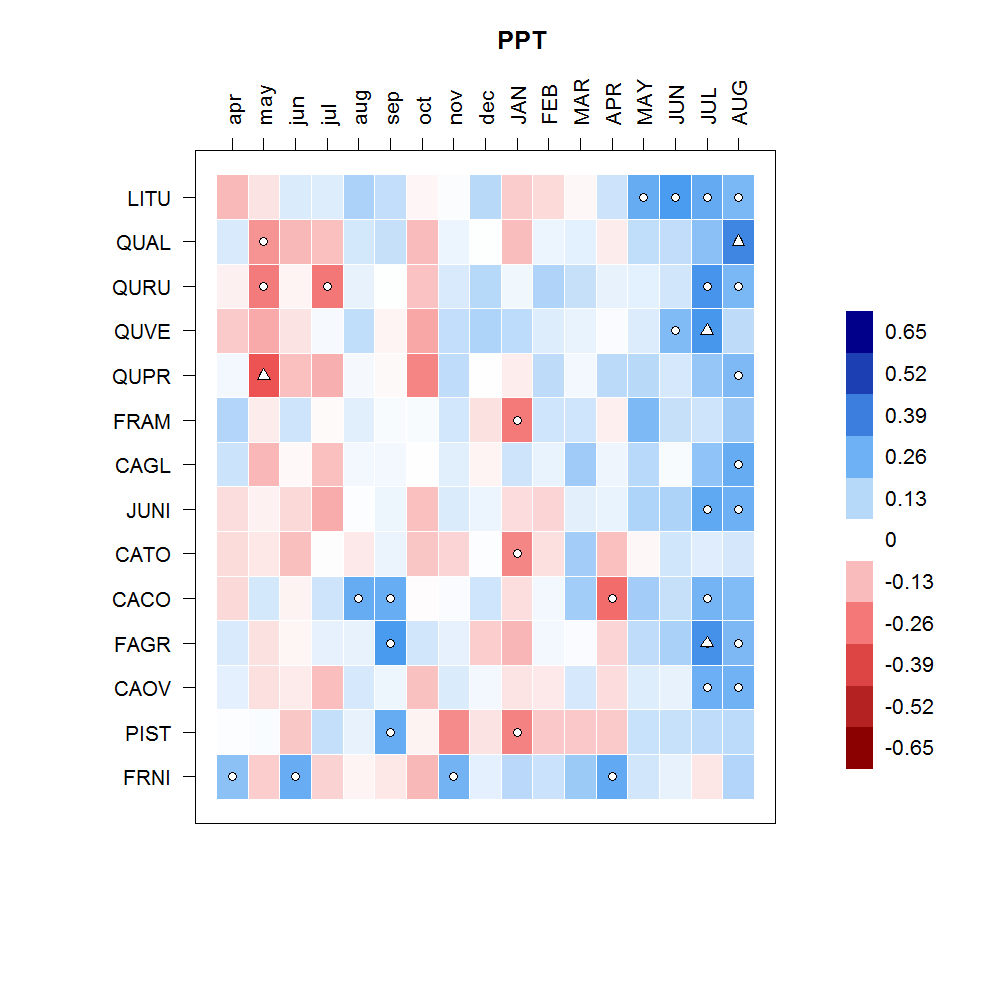 PPT
apr may jun jul aug sep oct nov dec JAN FEB MAR APR MAY JUN JUL AUG
LITU
QUAL
QURU
QUVE
QUPR
FRAM
CAGL
JUNI
CATO
CACO
FAGR
CAOV
PIST
FRNI
0.65
0.52
0.39
0.26
0.13
0
-0.13
-0.26
-0.39
-0.52
-0.65